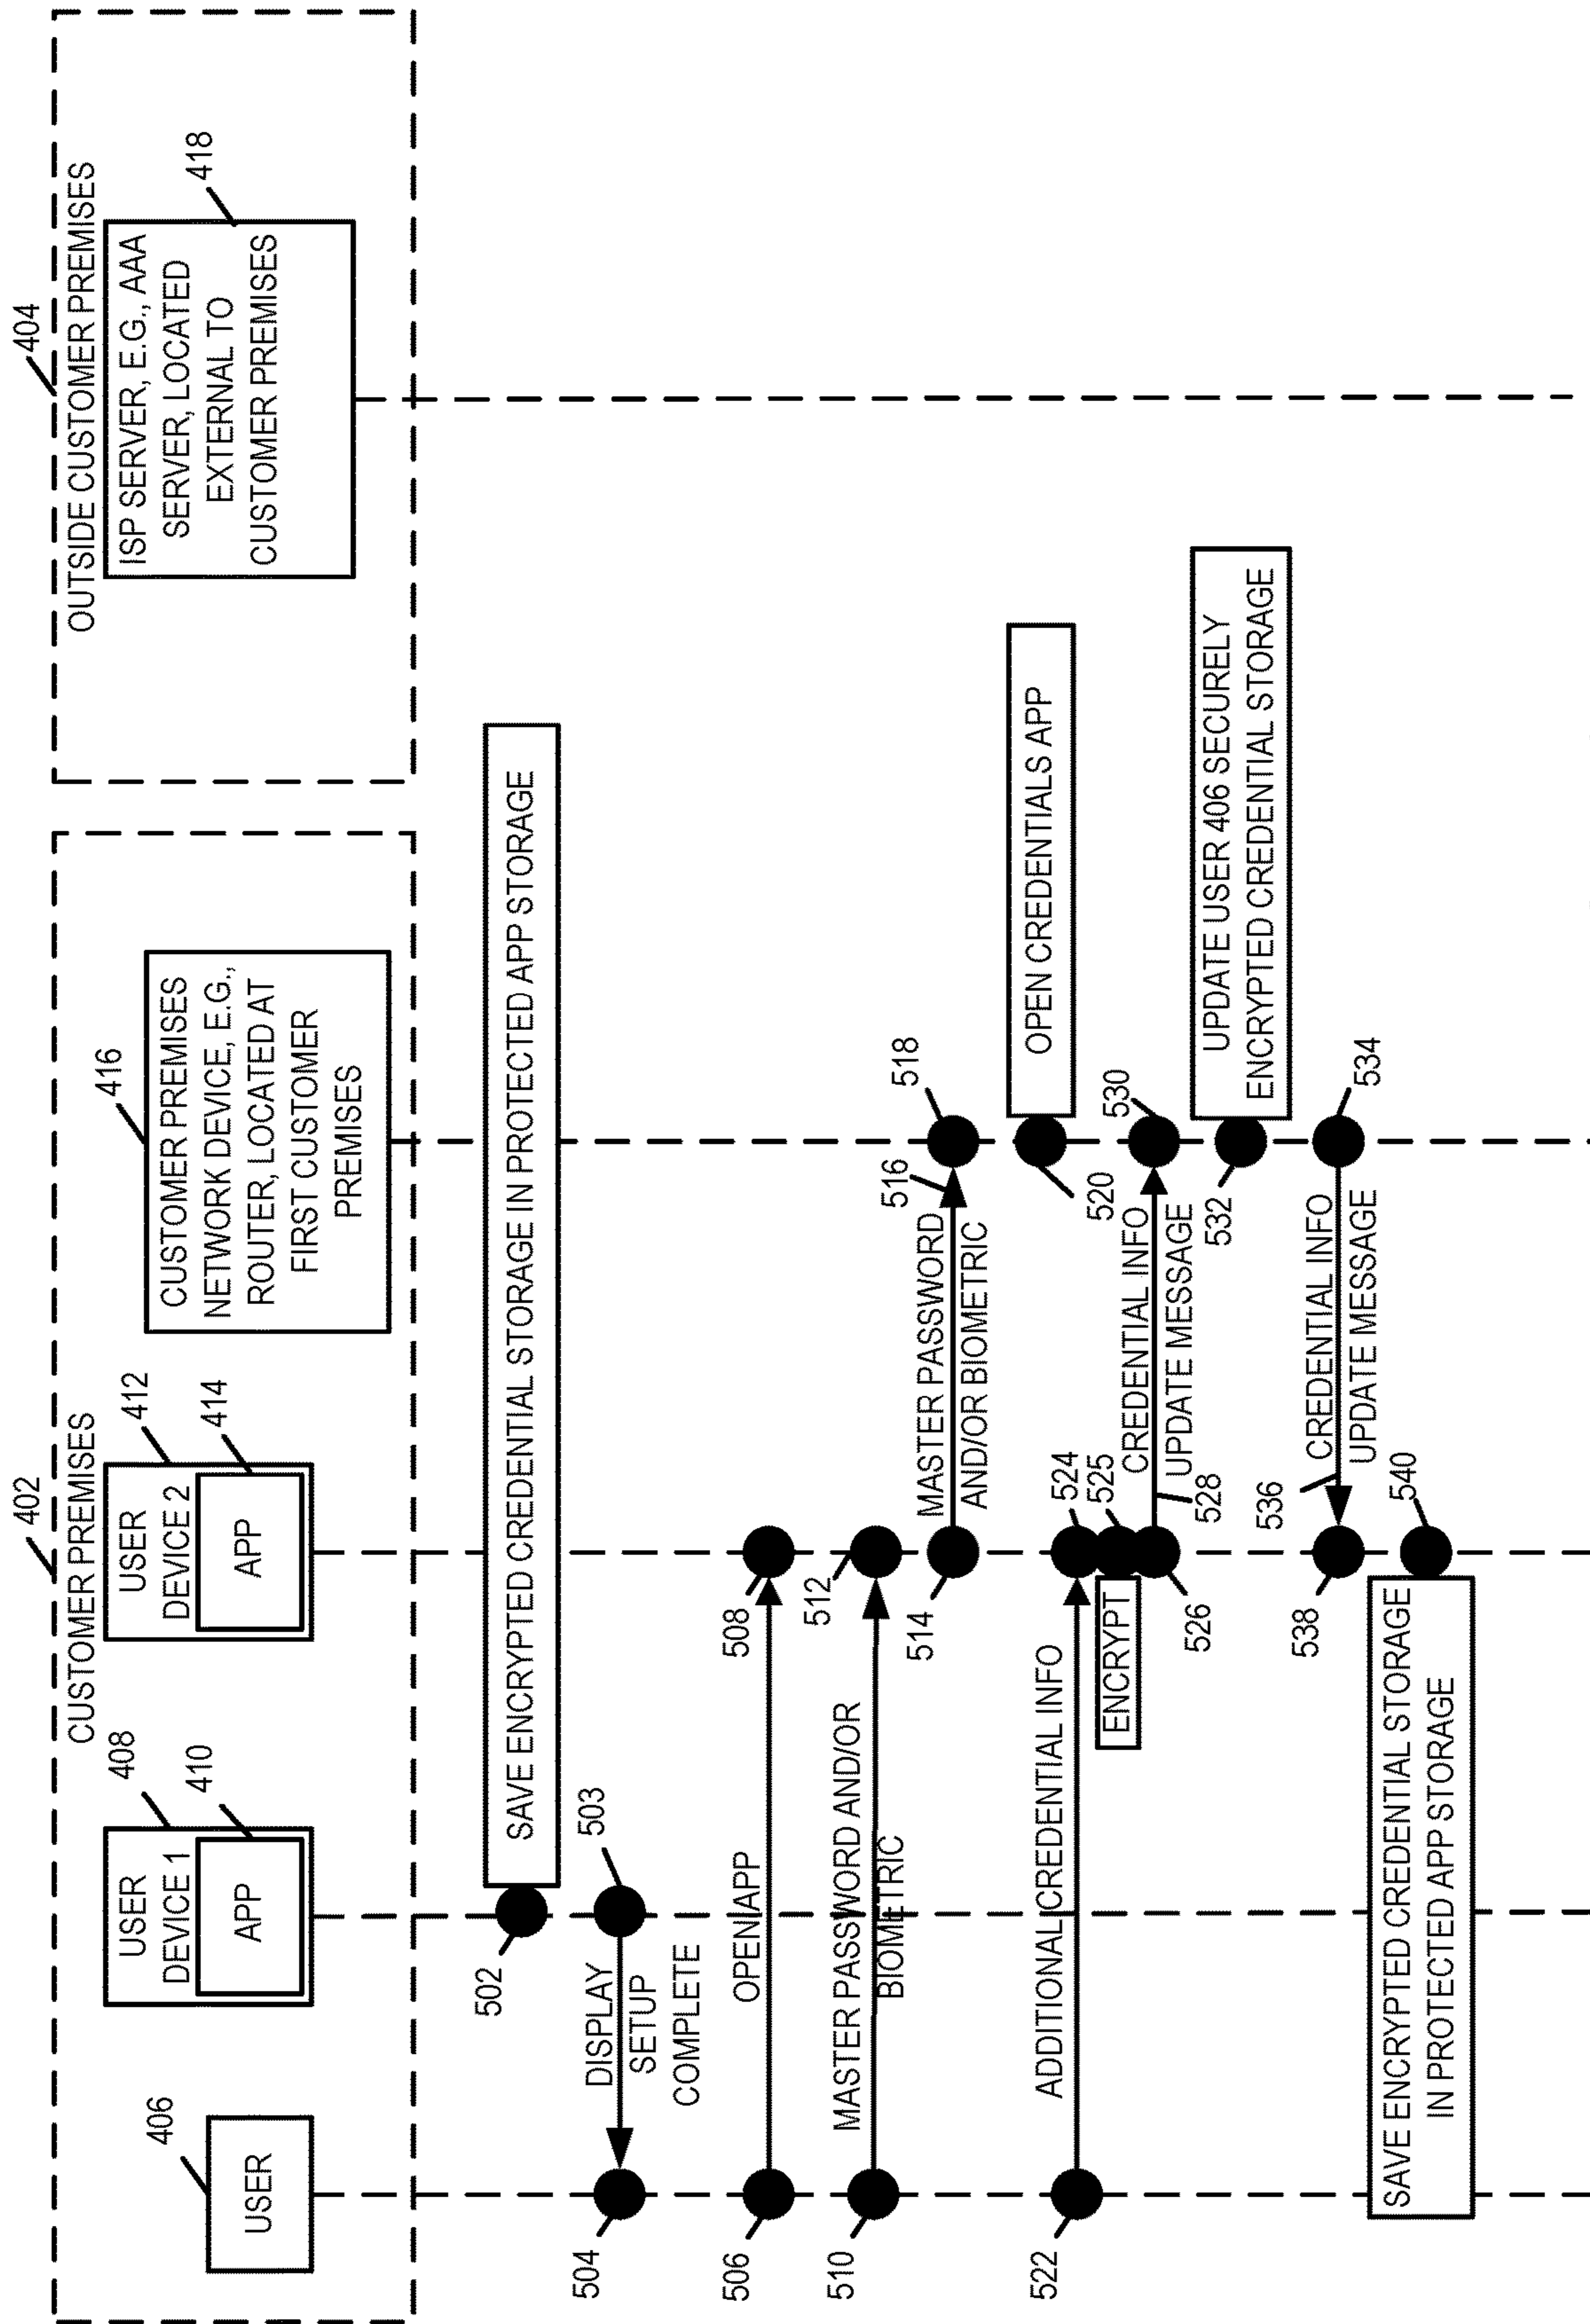 404
OUTSIDE CUSTOMER PREMISES
ISP SERVER, E.G., AAA
SERVER, LOCATED
EXTERNAL TO
CUSTOMER PREMISES
418
402
CUSTOMER PREMISES
406
USER
408
USER
DEVICE 1
410
APP
412
USER
DEVICE 2
414
APP
416
CUSTOMER PREMISES
NETWORK DEVICE, E.G.,
ROUTER, LOCATED AT
FIRST CUSTOMER
PREMISES
502
SAVE ENCRYPTED CREDENTIAL STORAGE IN PROTECTED APP STORAGE
504
DISPLAY
SETUP
COMPLETE
503
506
OPEN APP
508
510
MASTER PASSWORD AND/OR
BIOMETRIC
512
514
MASTER PASSWORD
AND/OR BIOMETRIC
516
518
520
OPEN CREDENTIALS APP
522
ADDITIONAL CREDENTIAL INFO
524
ENCRYPT
525
526
528
CREDENTIAL INFO
UPDATE MESSAGE
530
532
UPDATE USER 406 SECURELY
ENCRYPTED CREDENTIAL STORAGE
534
CREDENTIAL INFO
UPDATE MESSAGE
536
538
SAVE ENCRYPTED CREDENTIAL STORAGE
IN PROTECTED APP STORAGE
540